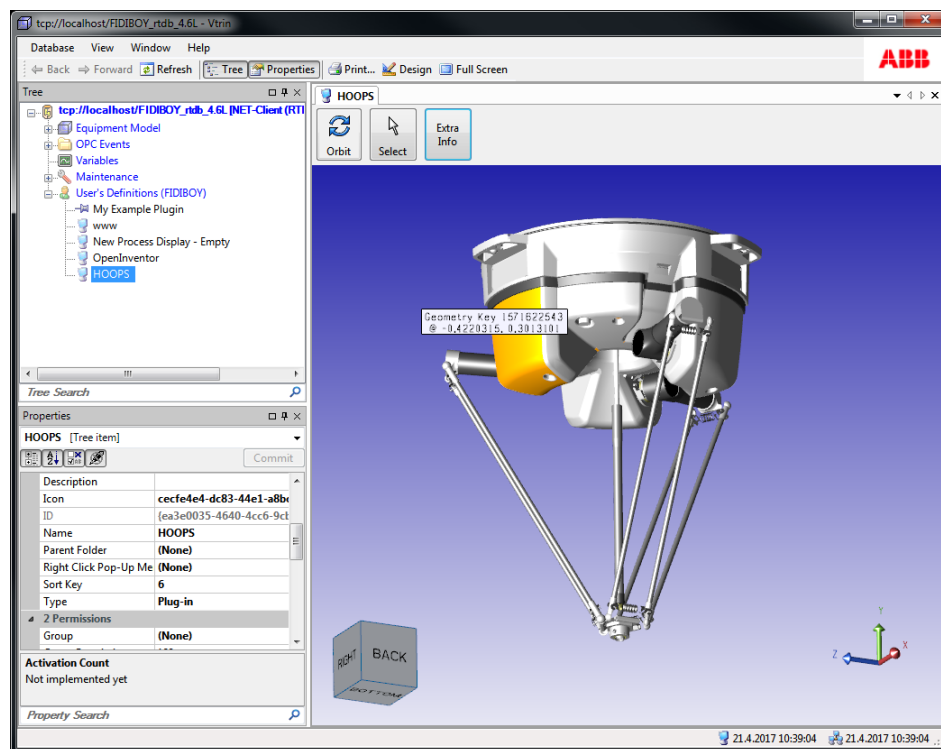 tcp://localhost/FIDIBOY_rtdb_4.6L - Vtrin
Database View Window Help
Back Forward Refresh Tree Properties Print... Design Full Screen
ABB
Tree
HOOPS
tcp://localhost/FIDIBOY_rtdb_4.6L [NET-Client (RTI
Equipment Model
OPC Events
Variables
Maintenance
User's Definitions (FIDIBOY)
My Example Plugin
www
New Process Display - Empty
OpenInventor
HOOPS
Orbit
Select
Extra
Info
Geometry Key 1571622543
@ -0.4220315, 0.3013101
Tree Search
Properties
HOOPS [Tree item]
Commit
Description
Icon cecfe4e4-dc83-44e1-a8b
ID {ea3e0035-4640-4cc6-9c
Name HOOPS
Parent Folder (None)
Right Click Pop-Up Me (None)
Sort Key 6
Type Plug-in
2 Permissions
Group (None)
Activation Count
Not implemented yet
Property Search
RIGHT
BACK
BOTTOM
Y
Z
X
21.4.2017 10:39:04 21.4.2017 10:39:04